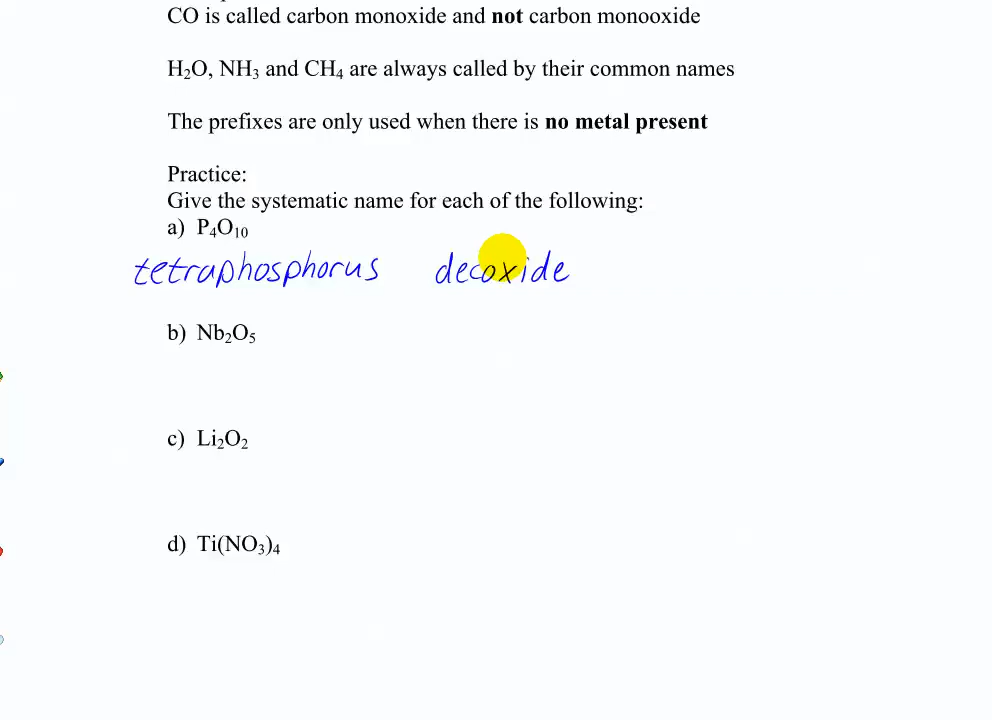 CO is called carbon monoxide and not carbon monooxide
H₂O, NH₃ and CH₄ are always called by their common names
The prefixes are only used when there is no metal present
Practice:
Give the systematic name for each of the following:
a) P₄O₁₀
tetraphosphorus decoxide
b) Nb₂O₅
c) Li₂O₂
d) Ti(NO₃)₄